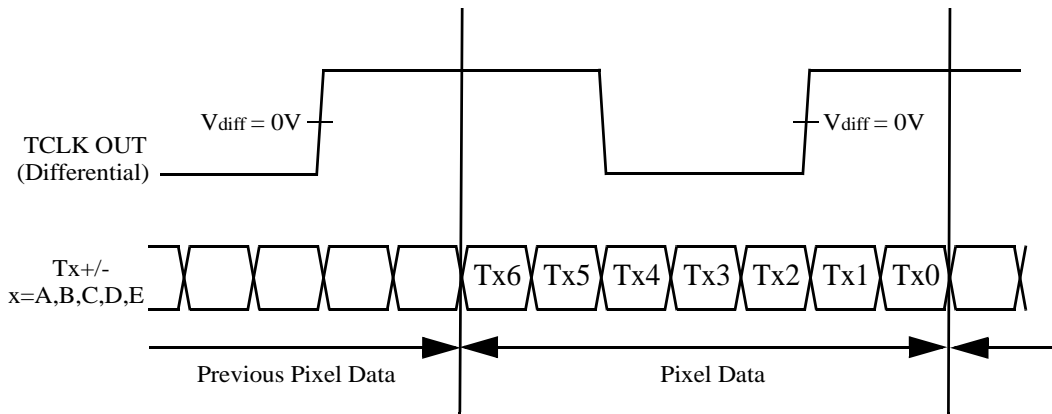 Vdiff = 0V
Vdiff = 0V
TCLK OUT
(Differential)
Tx+/-
x=A,B,C,D,E
Tx6 Tx5 Tx4 Tx3 Tx2 Tx1 Tx0
Previous Pixel Data
Pixel Data